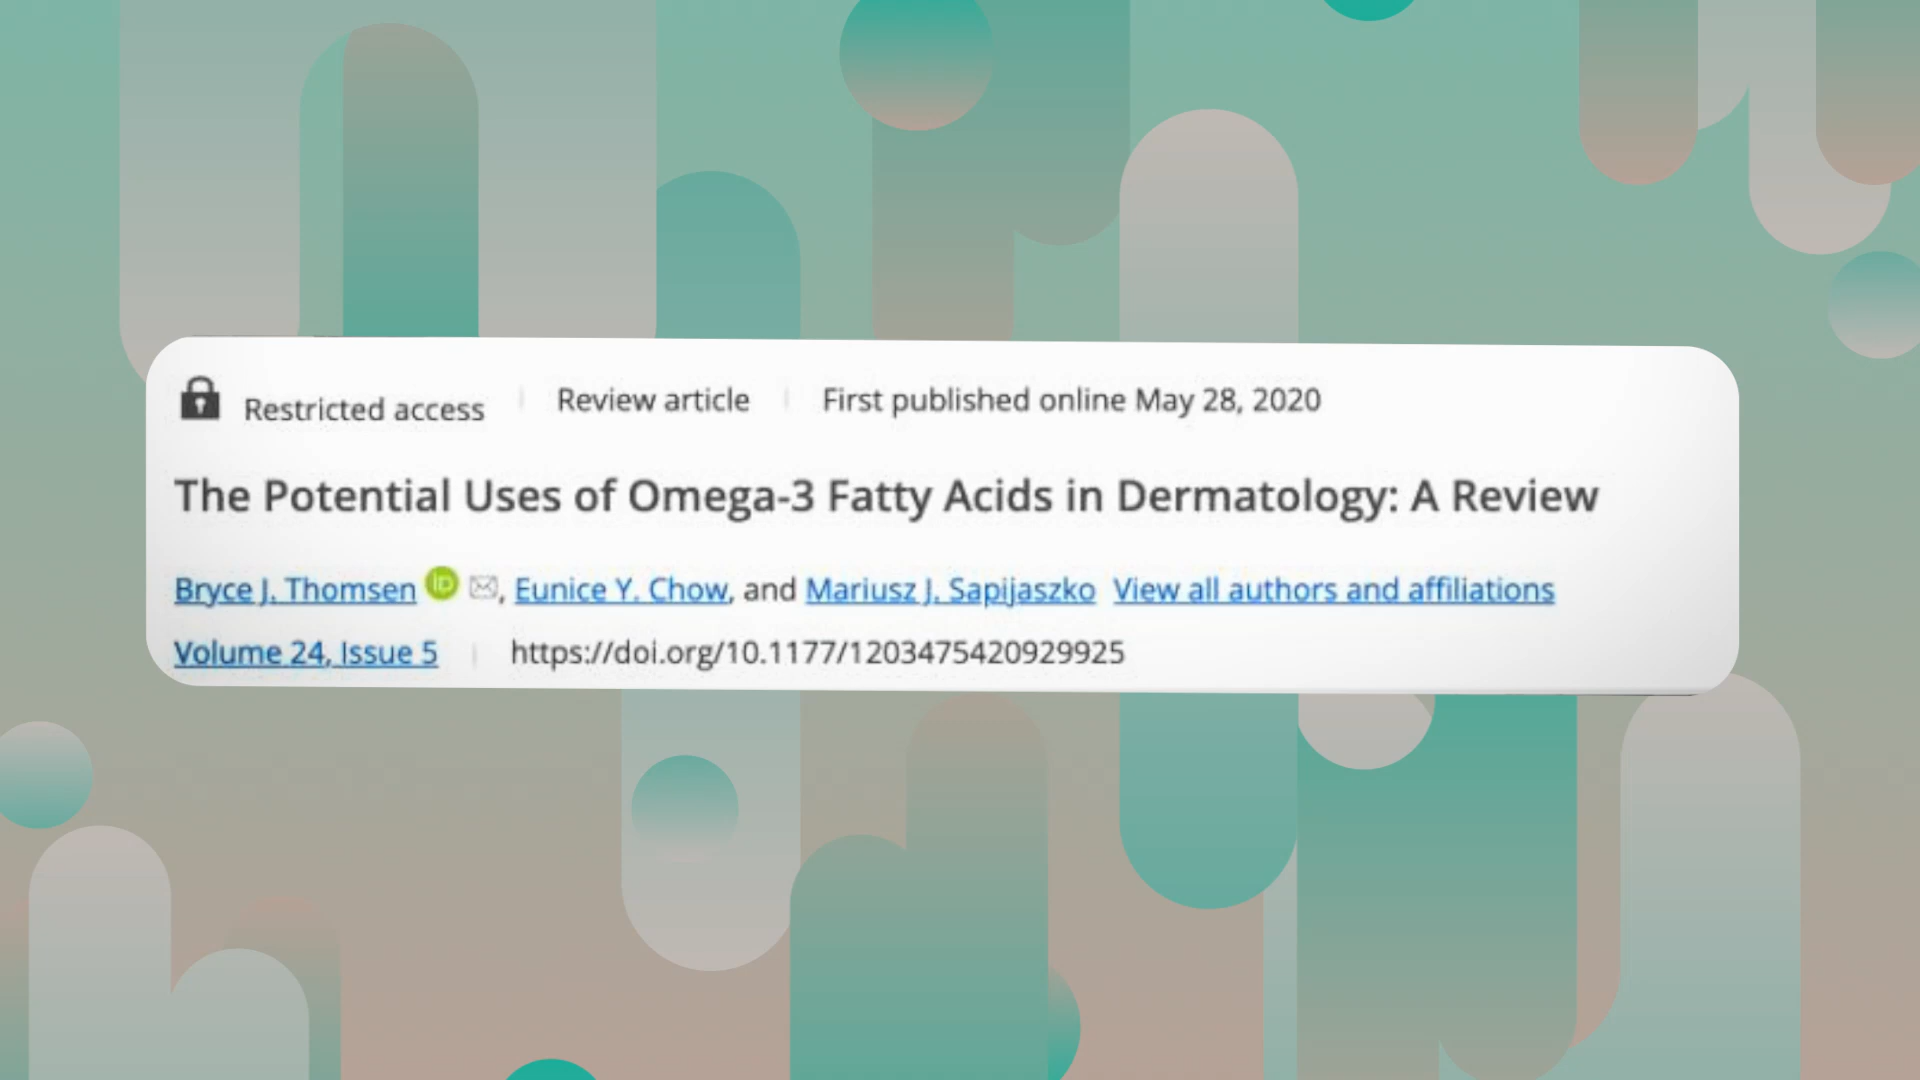 Restricted access Review article First published online May 28, 2020
The Potential Uses of Omega-3 Fatty Acids in Dermatology: A Review
Bryce J. Thomsen iD, Eunice Y. Chow, and Mariusz J. Sapijaszko View all authors and affiliations
Volume 24, Issue 5 https://doi.org/10.1177/1203475420929925